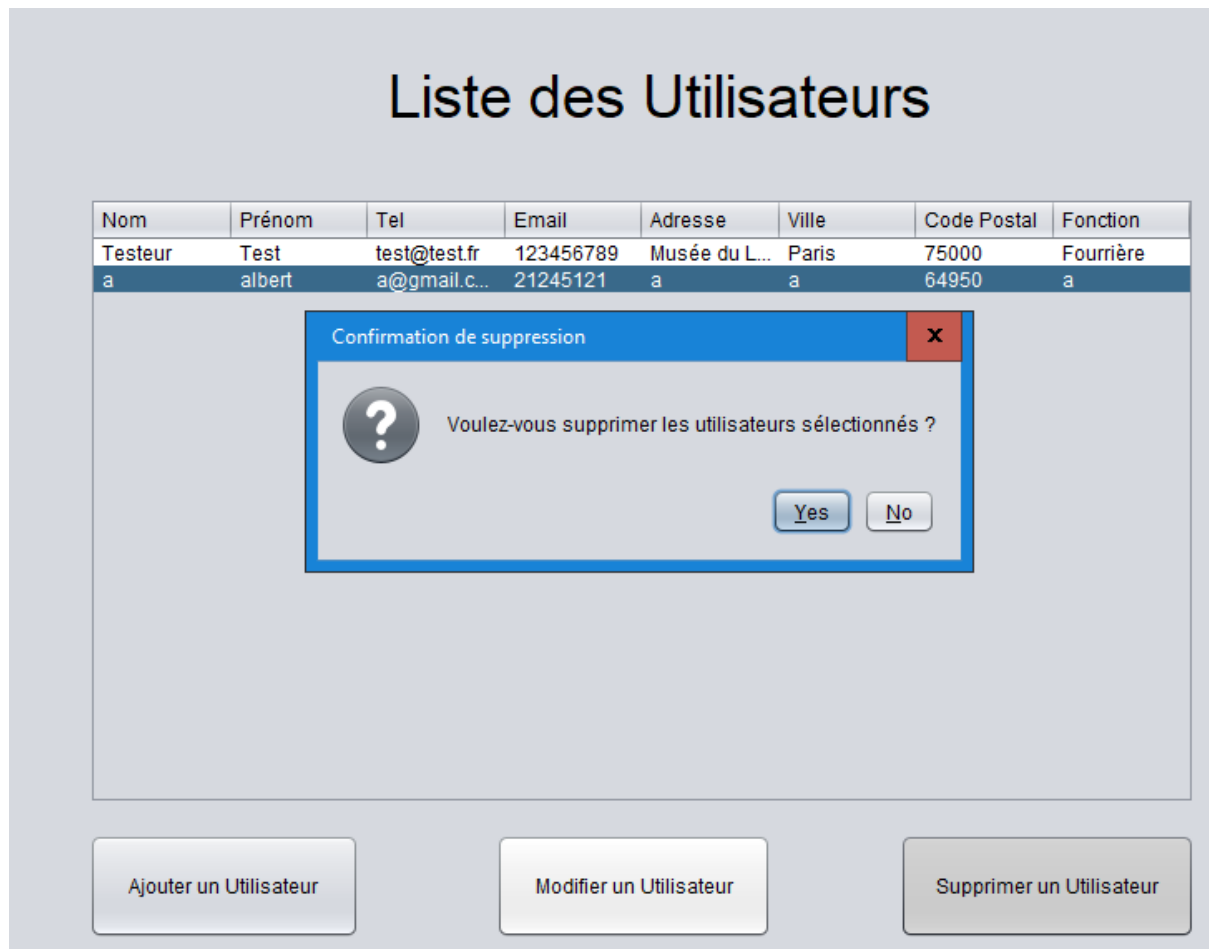 Liste des Utilisateurs
Nom Prénom Tel Email Adresse Ville Code Postal Fonction
Testeur Test test@test.fr 123456789 Musée du L... Paris 75000 Fourrière
a albert a@gmail.c... 21245121 a a 64950 a
Confirmation de suppression x
Voulez-vous supprimer les utilisateurs sélectionnés ?
Yes No
Ajouter un Utilisateur Modifier un Utilisateur Supprimer un Utilisateur